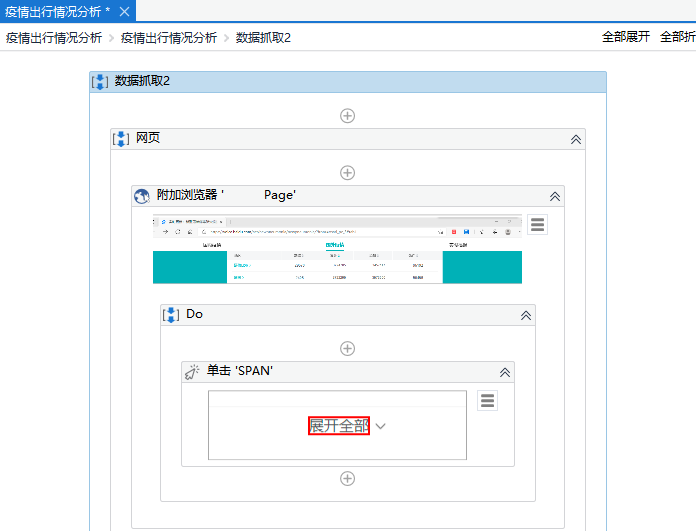 疫情出行情况分析 *
疫情出行情况分析 疫情出行情况分析 数据抓取2 全部展开 全部折
数据抓取2
网页
附加浏览器 ' Page'
Do
单击 'SPAN'
展开全部